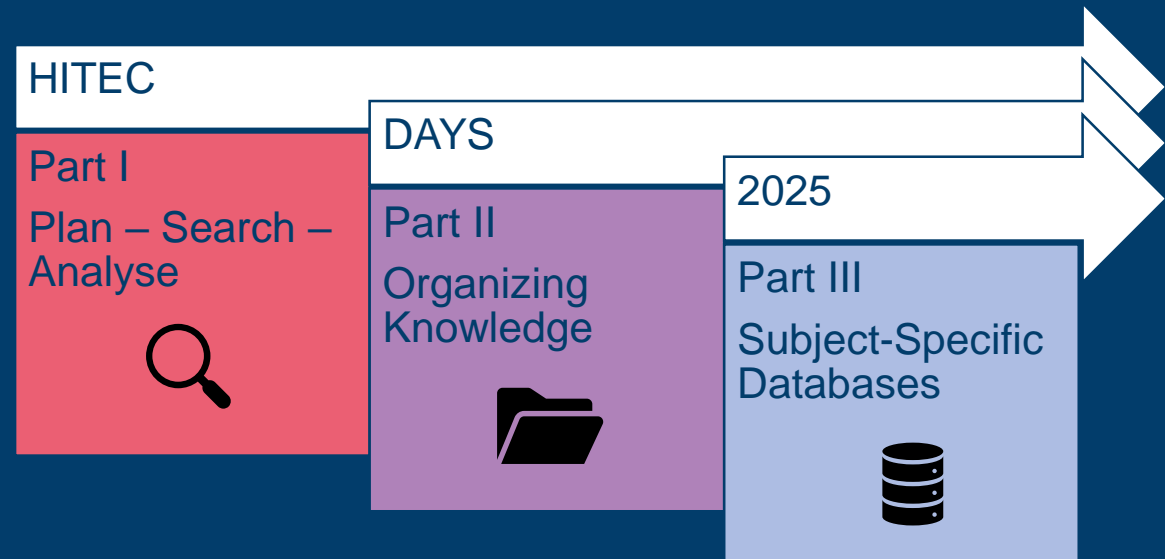 HITEC
Part I
Plan – Search –
Analyse
DAYS
Part II
Organizing
Knowledge
2025
Part III
Subject-Specific
Databases